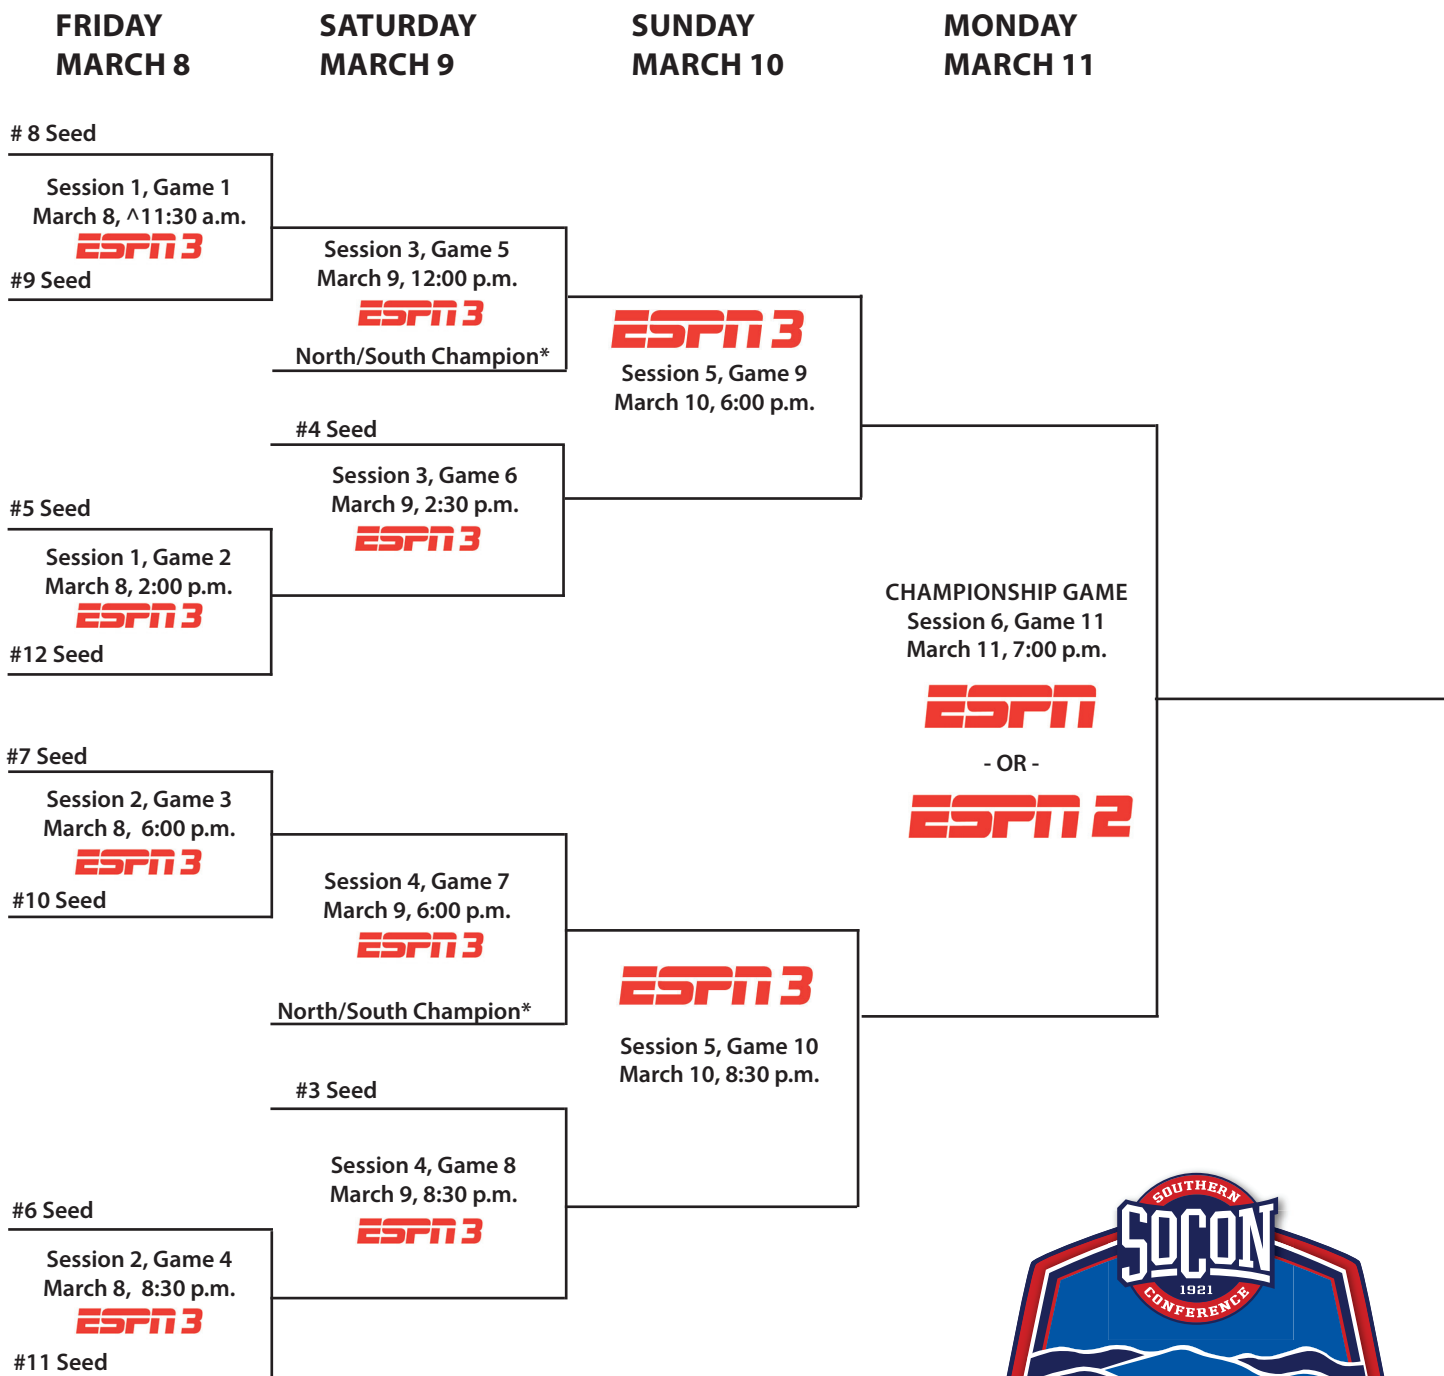 FRIDAY
MARCH 8
SATURDAY
MARCH 9
SUNDAY
MARCH 10
MONDAY
MARCH 11
# 8 Seed
Session 1, Game 1
March 8, ^11:30 a.m.
ESPN 3
#9 Seed
#5 Seed
Session 1, Game 2
March 8, 2:00 p.m.
ESPN 3
#12 Seed
#7 Seed
Session 2, Game 3
March 8, 6:00 p.m.
ESPN 3
#10 Seed
#6 Seed
Session 2, Game 4
March 8, 8:30 p.m.
ESPN 3
#11 Seed
Session 3, Game 5
March 9, 12:00 p.m.
ESPN 3
North/South Champion*
#4 Seed
Session 3, Game 6
March 9, 2:30 p.m.
ESPN 3
Session 4, Game 7
March 9, 6:00 p.m.
ESPN 3
North/South Champion*
#3 Seed
Session 4, Game 8
March 9, 8:30 p.m.
ESPN 3
ESPN 3
Session 5, Game 9
March 10, 6:00 p.m.
ESPN 3
Session 5, Game 10
March 10, 8:30 p.m.
CHAMPIONSHIP GAME
Session 6, Game 11
March 11, 7:00 p.m.
ESPN
- OR -
ESPN 2
SOUTHERN
SOCON
1921
CONFERENCE